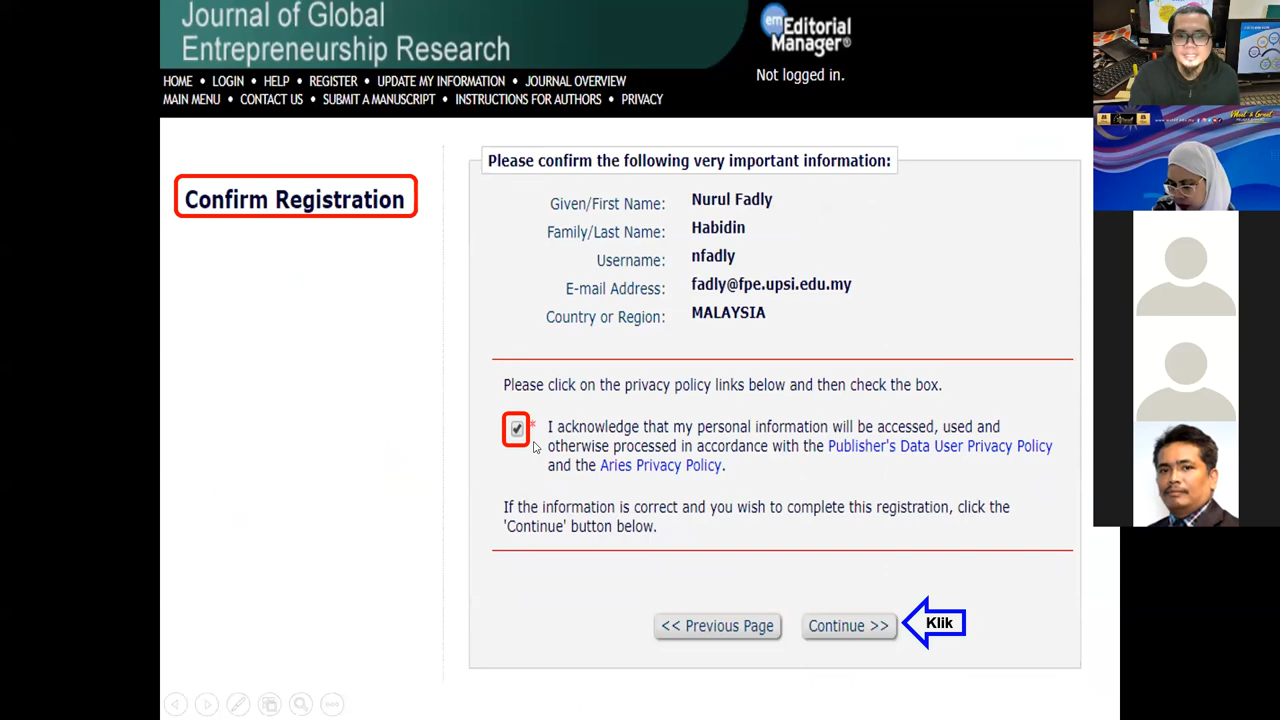 Journal of Global
Entrepreneurship Research
em Editorial
Manager®
Not logged in.
HOME • LOGIN • HELP • REGISTER • UPDATE MY INFORMATION • JOURNAL OVERVIEW
MAIN MENU • CONTACT US • SUBMIT A MANUSCRIPT • INSTRUCTIONS FOR AUTHORS • PRIVACY
Confirm Registration
Please confirm the following very important information:
Given/First Name: Nurul Fadly
Family/Last Name: Habidin
Username: nfadly
E-mail Address: fadly@fpe.upsi.edu.my
Country or Region: MALAYSIA
Please click on the privacy policy links below and then check the box.
* I acknowledge that my personal information will be accessed, used and
otherwise processed in accordance with the Publisher's Data User Privacy Policy
and the Aries Privacy Policy.
If the information is correct and you wish to complete this registration, click the
'Continue' button below.
<< Previous Page
Continue >>
Klik